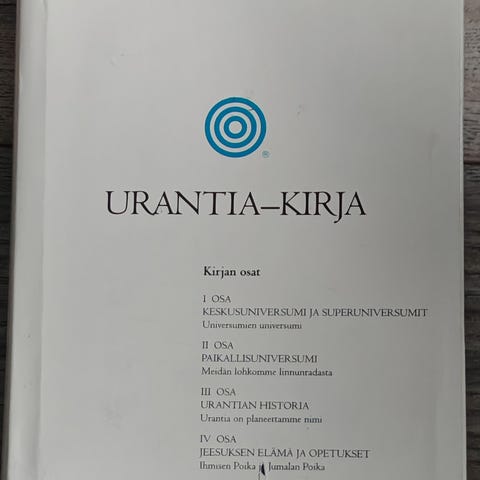 ®
URANTIA–KIRJA
Kirjan osat
I OSA
KESKUSUNIVERSUMI JA SUPERUNIVERSUMIT
Universumien universumi
II OSA
PAIKALLISUNIVERSUMI
Meidän lohkomme linnunradasta
III OSA
URANTIAN HISTORIA
Urantia on planeettamme nimi
IV OSA
JEESUKSEN ELÄMÄ JA OPETUKSET
Ihmisen Poika ja Jumalan Poika